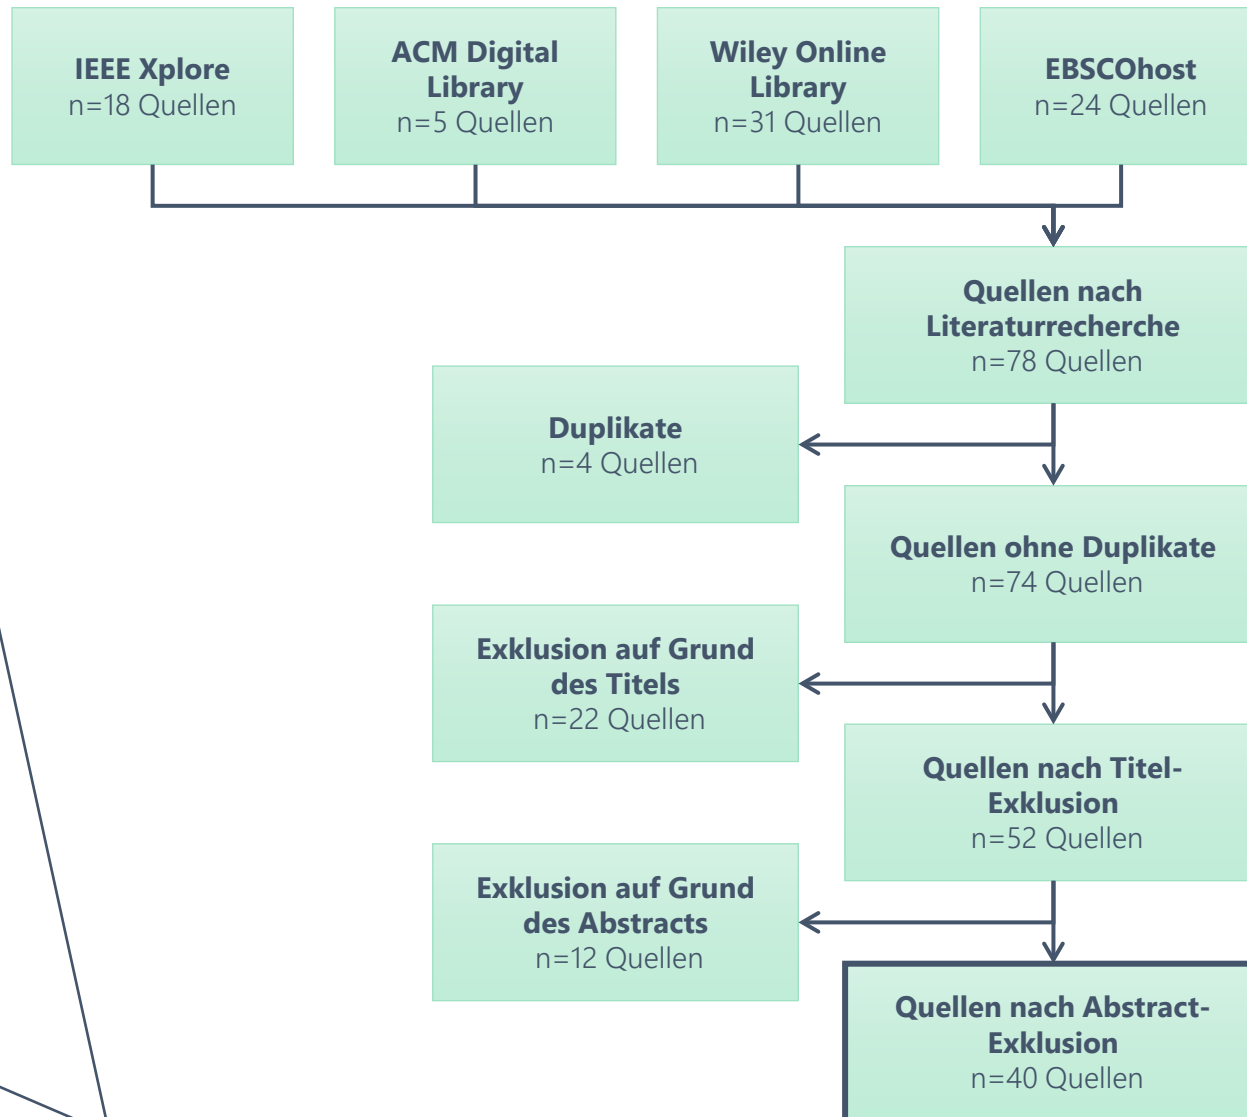 IEEE Xplore
n=18 Quellen
ACM Digital
Library
n=5 Quellen
Wiley Online
Library
n=31 Quellen
EBSCOhost
n=24 Quellen
Quellen nach
Literaturrecherche
n=78 Quellen
Duplikate
n=4 Quellen
Quellen ohne Duplikate
n=74 Quellen
Exklusion auf Grund
des Titels
n=22 Quellen
Quellen nach Titel-
Exklusion
n=52 Quellen
Exklusion auf Grund
des Abstracts
n=12 Quellen
Quellen nach Abstract-
Exklusion
n=40 Quellen